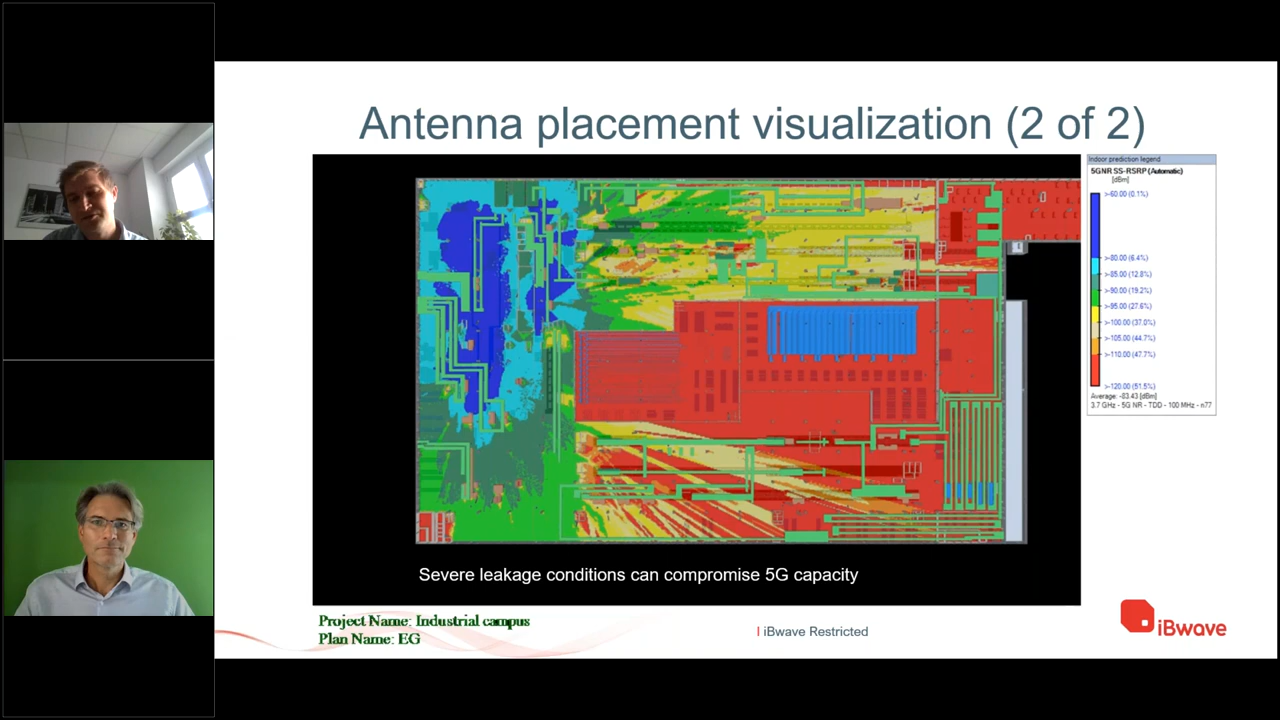 Antenna placement visualization (2 of 2)
Indoor prediction legend
5GNR SS-RSRP (Automatic)
[dBm]
>-60.00 (0.1%)
>-80.00 (6.4%)
>-85.00 (12.8%)
>-90.00 (19.2%)
>-95.00 (27.6%)
>-100.00 (37.0%)
>-105.00 (44.7%)
>-110.00 (47.7%)
>-120.00 (51.5%)
Average: -83.43 [dBm]
3.7 GHz - 5G NR - TDD - 100 MHz - n77
Severe leakage conditions can compromise 5G capacity
Project Name: Industrial campus
Plan Name: EG
| iBwave Restricted
iBwave